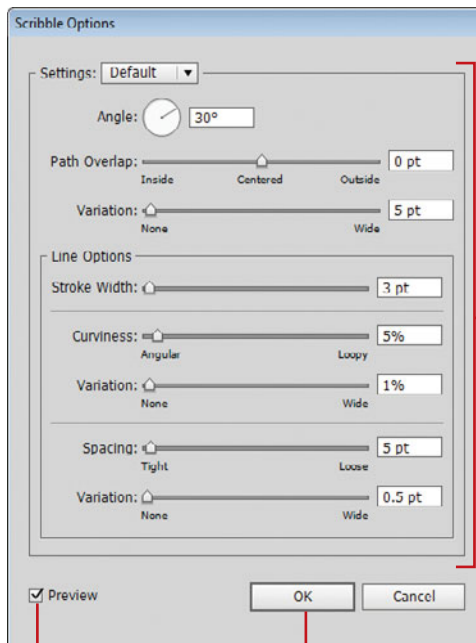 Scribble Options
Settings: Default
Angle: 30°
Path Overlap: 0 pt
Inside Centered Outside
Variation: 5 pt
None Wide
Line Options
Stroke Width: 3 pt
Curviness: 5%
Angular Loopy
Variation: 1%
None Wide
Spacing: 5 pt
Tight Loose
Variation: 0.5 pt
None Wide
Preview OK Cancel